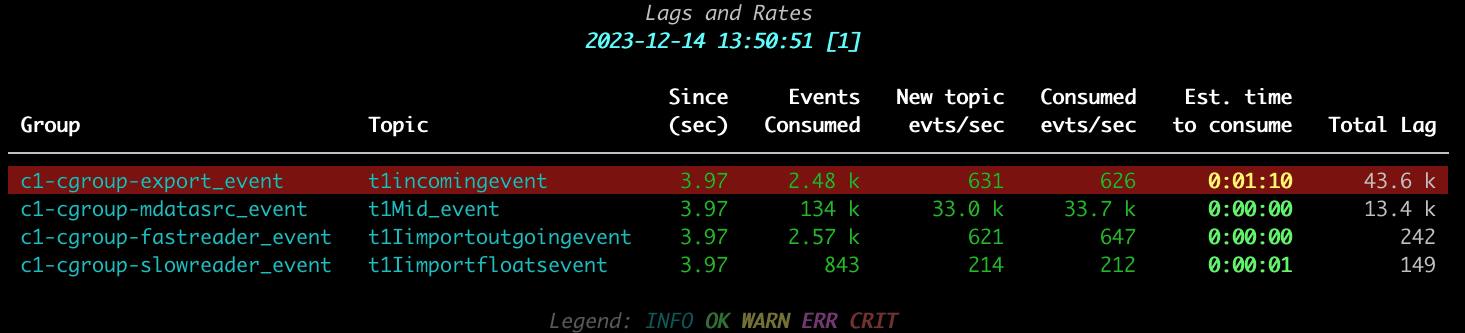 Lags and Rates
2023-12-14 13:50:51 [1]
Since Events New topic Consumed Est. time
Group Topic (sec) Consumed evts/sec evts/sec to consume Total Lag
c1-cgroup-export_event t1incomingevent 3.97 2.48 k 631 626 0:01:10 43.6 k
c1-cgroup-mdatasrc_event t1Mid_event 3.97 134 k 33.0 k 33.7 k 0:00:00 13.4 k
c1-cgroup-fastreader_event t1Iimportoutgoingevent 3.97 2.57 k 621 647 0:00:00 242
c1-cgroup-slowreader_event t1Iimportfloatsevent 3.97 843 214 212 0:00:01 149
Legend: INFO OK WARN ERR CRIT